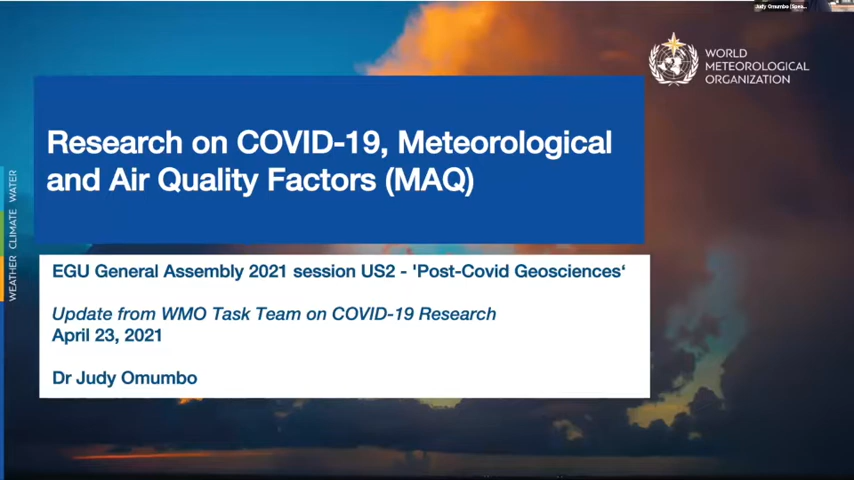 Judy Omumbo
WORLD
METEOROLOGICAL
ORGANIZATION
Research on COVID-19, Meteorological
and Air Quality Factors (MAQ)
WEATHER CLIMATE WATER
EGU General Assembly 2021 session US2 - 'Post-Covid Geosciences‘
Update from WMO Task Team on COVID-19 Research
April 23, 2021
Dr Judy Omumbo